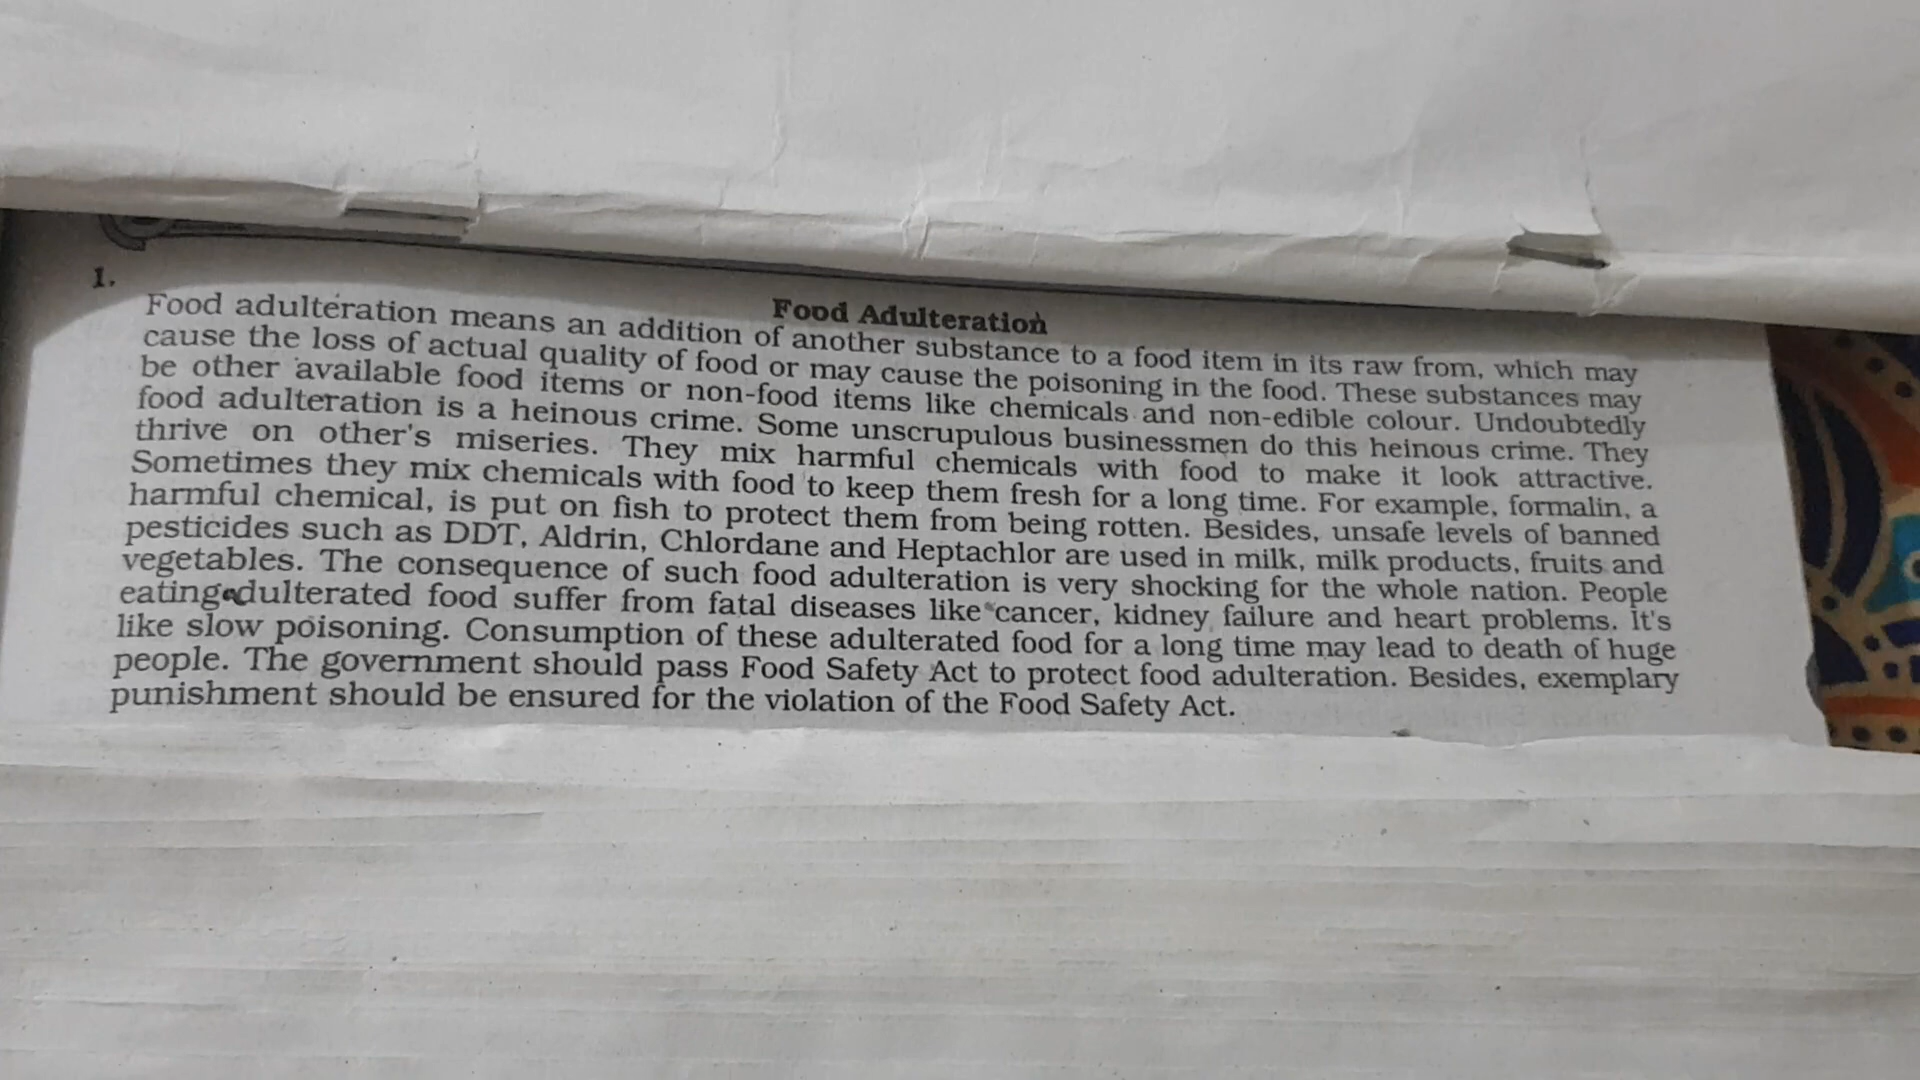 1.
Food Adulteration
Food adulteration means an addition of another substance to a food item in its raw from, which may
cause the loss of actual quality of food or may cause the poisoning in the food. These substances may
be other available food items or non-food items like chemicals and non-edible colour. Undoubtedly
food adulteration is a heinous crime. Some unscrupulous businessmen do this heinous crime. They
thrive on other's miseries. They mix harmful chemicals with food to make it look attractive.
Sometimes they mix chemicals with food to keep them fresh for a long time. For example, formalin, a
harmful chemical, is put on fish to protect them from being rotten. Besides, unsafe levels of banned
pesticides such as DDT, Aldrin, Chlordane and Heptachlor are used in milk, milk products, fruits and
vegetables. The consequence of such food adulteration is very shocking for the whole nation. People
eating adulterated food suffer from fatal diseases like cancer, kidney failure and heart problems. It's
like slow poisoning. Consumption of these adulterated food for a long time may lead to death of huge
people. The government should pass Food Safety Act to protect food adulteration. Besides, exemplary
punishment should be ensured for the violation of the Food Safety Act.